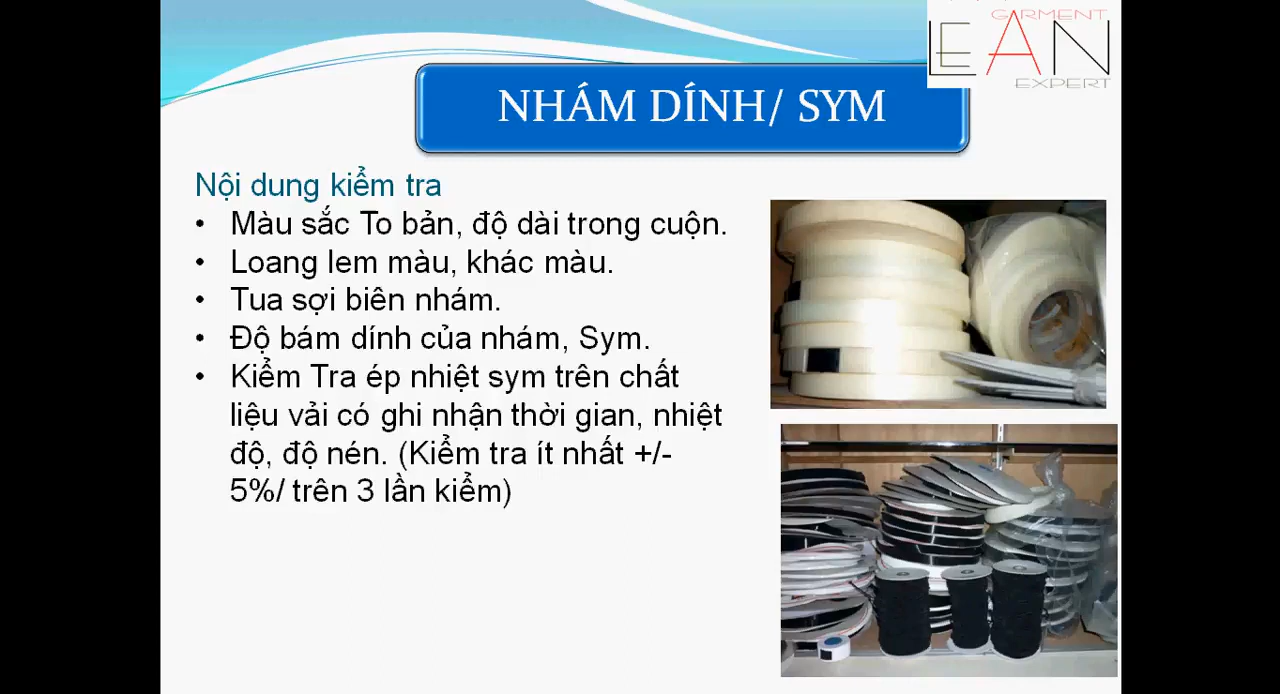 GARMENT
LEAN
EXPERT
NHÁM DÍNH/ SYM
Nội dung kiểm tra
• Màu sắc To bản, độ dài trong cuộn.
• Loang lem màu, khác màu.
• Tua sợi biên nhám.
• Độ bám dính của nhám, Sym.
• Kiểm Tra ép nhiệt sym trên chất
liệu vải có ghi nhận thời gian, nhiệt
độ, độ nén. (Kiểm tra ít nhất +/-
5%/ trên 3 lần kiểm)